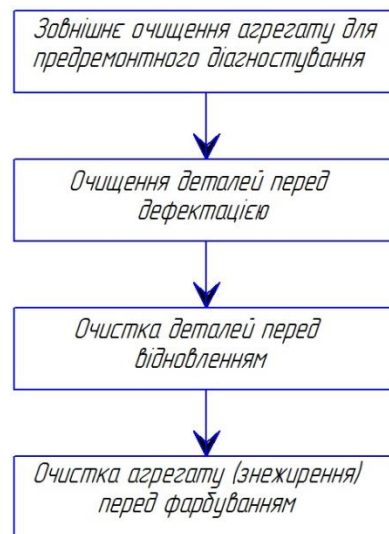 Зовнішнє очищення агрегату для
предремонтного діагностування
Очищення деталей перед
дефектацією
Очистка деталей перед
відновленням
Очистка агрегату (знежирення)
перед фарбуванням